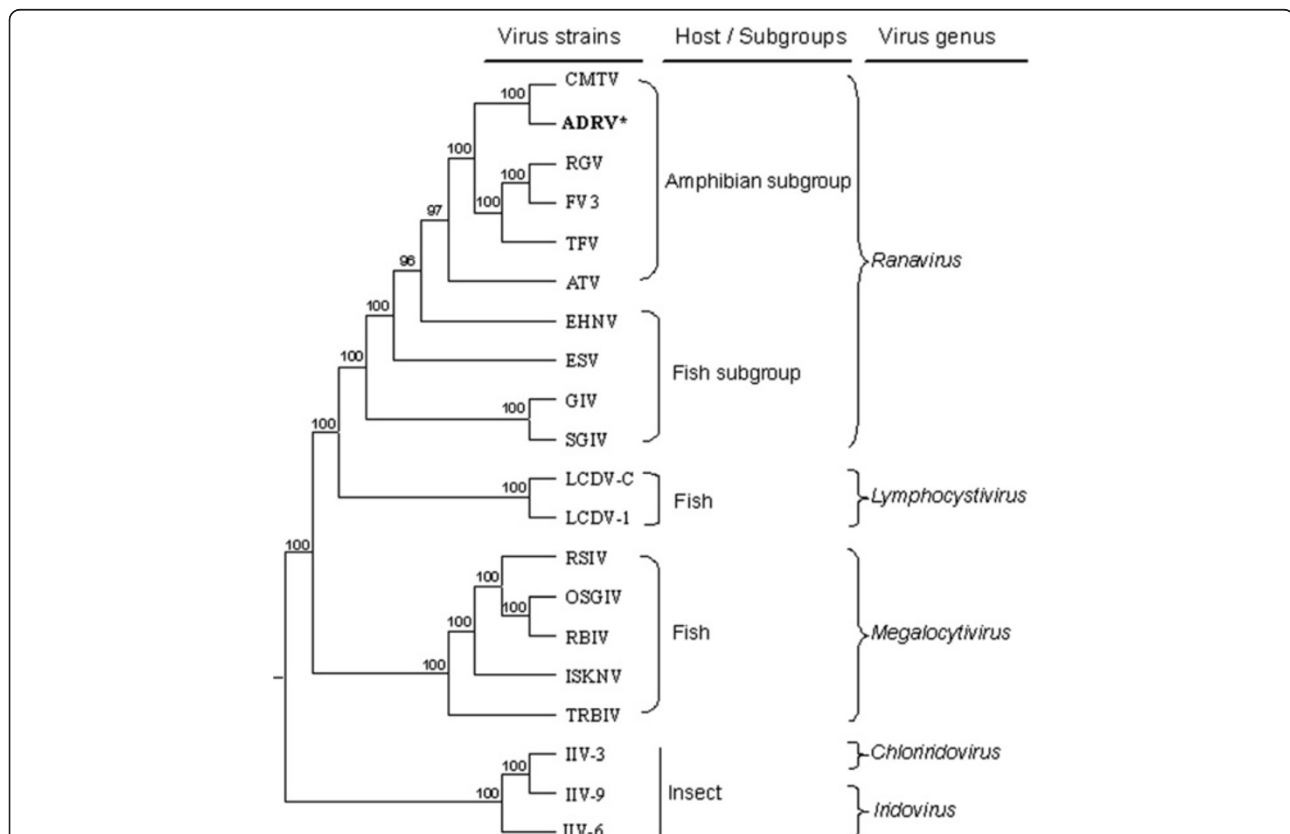 Virus strains Host / Subgroups Virus genus
CMTV
100
ADRV*
100
RGV
100
Amphibian subgroup
100
FV3
97
TFV
96
Ranavirus
ATV
100
EHNV
100
ESV
Fish subgroup
GIV
100
100
SGIV
LCDV-C
100
Fish
Lymphocystivirus
LCDV-1
100
RSIV
100
OSGIV
100
100
RBIV
Fish
Megalocytivirus
100
ISKNV
TRBIV
IIV-3
Chloriridovirus
100
IIV-9
100
Insect
Iridovirus
IIV-6